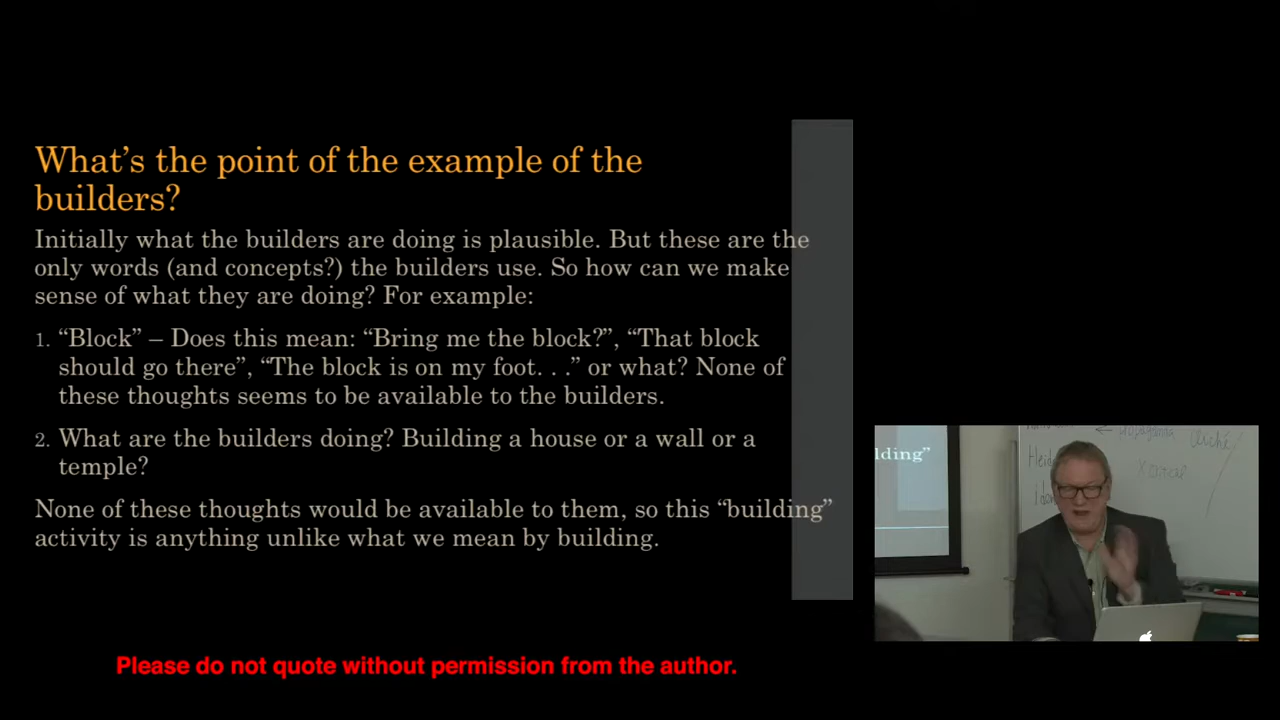 What’s the point of the example of the
builders?
Initially what the builders are doing is plausible. But these are the
only words (and concepts?) the builders use. So how can we make
sense of what they are doing? For example:
1. “Block” – Does this mean: “Bring me the block?”, “That block
should go there”, “The block is on my foot. . .” or what? None of
these thoughts seems to be available to the builders.
2. What are the builders doing? Building a house or a wall or a
temple?
None of these thoughts would be available to them, so this “building”
activity is anything unlike what we mean by building.
lding”
Please do not quote without permission from the author.